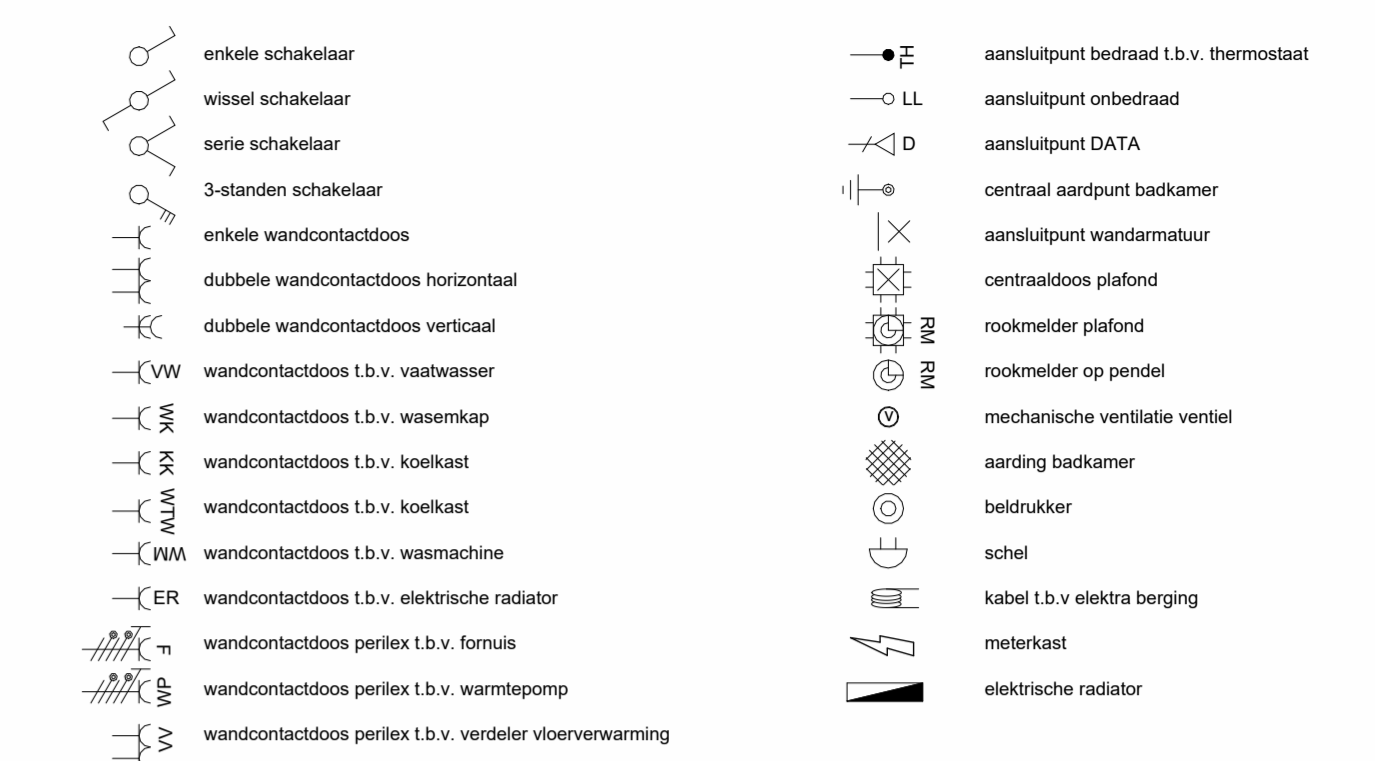 enkele schakelaar
wissel schakelaar
serie schakelaar
3-standen schakelaar
enkele wandcontactdoos
dubbele wandcontactdoos horizontaal
dubbele wandcontactdoos verticaal
VW wandcontactdoos t.b.v. vaatwasser
WK wandcontactdoos t.b.v. wasemkap
KK wandcontactdoos t.b.v. koelkast
WTW wandcontactdoos t.b.v. koelkast
WM wandcontactdoos t.b.v. wasmachine
ER wandcontactdoos t.b.v. elektrische radiator
F wandcontactdoos perilex t.b.v. fornuis
WP wandcontactdoos perilex t.b.v. warmtepomp
VV wandcontactdoos perilex t.b.v. verdeler vloerverwarming
TH aansluitpunt bedraad t.b.v. thermostaat
LL aansluitpunt onbedraad
D aansluitpunt DATA
centraal aardpunt badkamer
aansluitpunt wandarmatuur
centraaldoos plafond
RM rookmelder plafond
RM rookmelder op pendel
V mechanische ventilatie ventiel
aarding badkamer
beldrukker
schel
kabel t.b.v elektra berging
meterkast
elektrische radiator